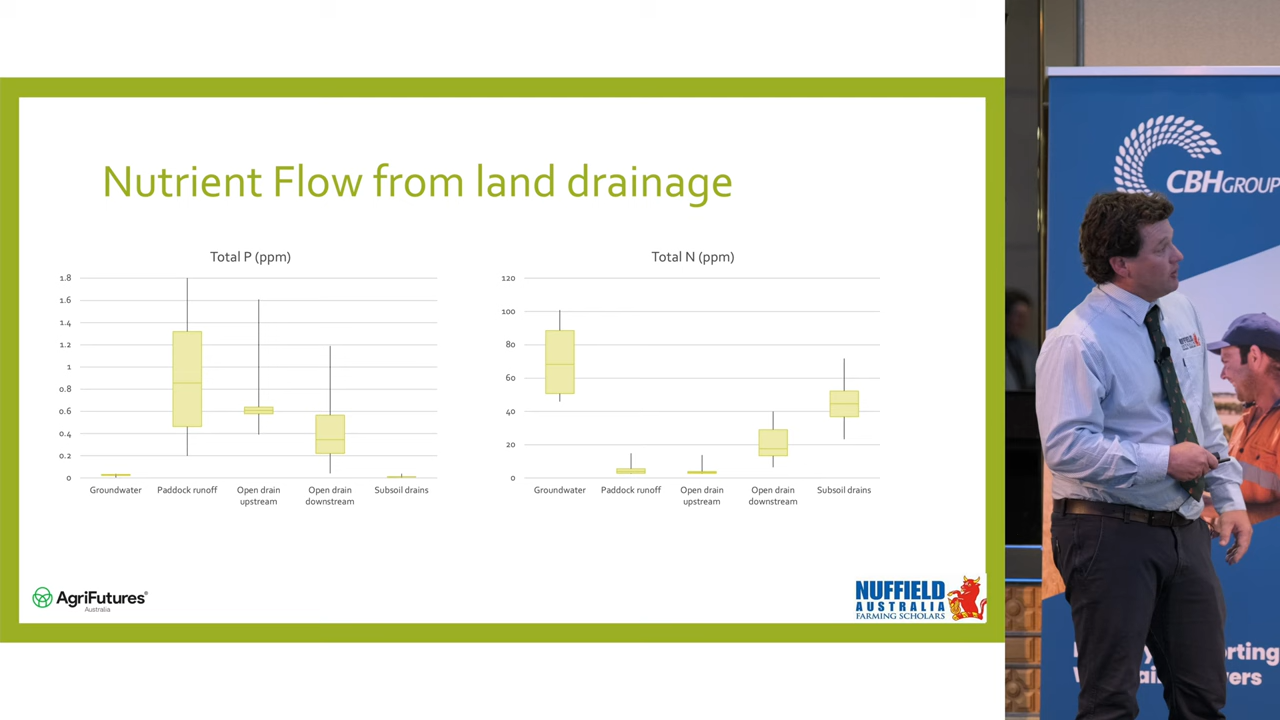 Nutrient Flow from land drainage
Total P (ppm)
1.8
1.6
1.4
1.2
1
0.8
0.6
0.4
0.2
0
Groundwater
Paddock runoff
Open drain
upstream
Open drain
downstream
Subsoil drains
Total N (ppm)
120
100
80
60
40
20
0
Groundwater
Paddock runoff
Open drain
upstream
Open drain
downstream
Subsoil drains
AgriFutures®
Australia
NUFFIELD
AUSTRALIA
FARMING SCHOLARS
CBHGROUP
NUFFIELD